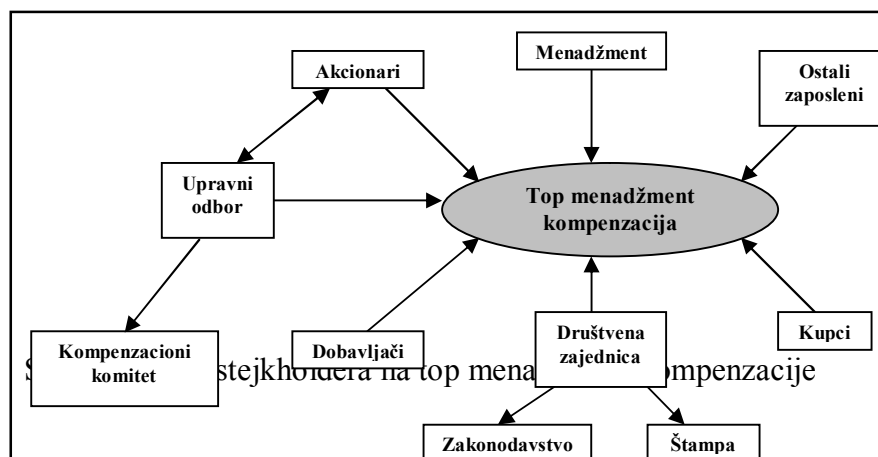 Menadžment
Akcionari
Ostali
zaposleni
Upravni
odbor
Top menadžment
kompenzacija
Kompenzacioni
komitet
Dobavljači
Društvena
zajednica
Kupci
stejkholdera na top mena
ompenzacije
Zakonodavstvo
Štampa